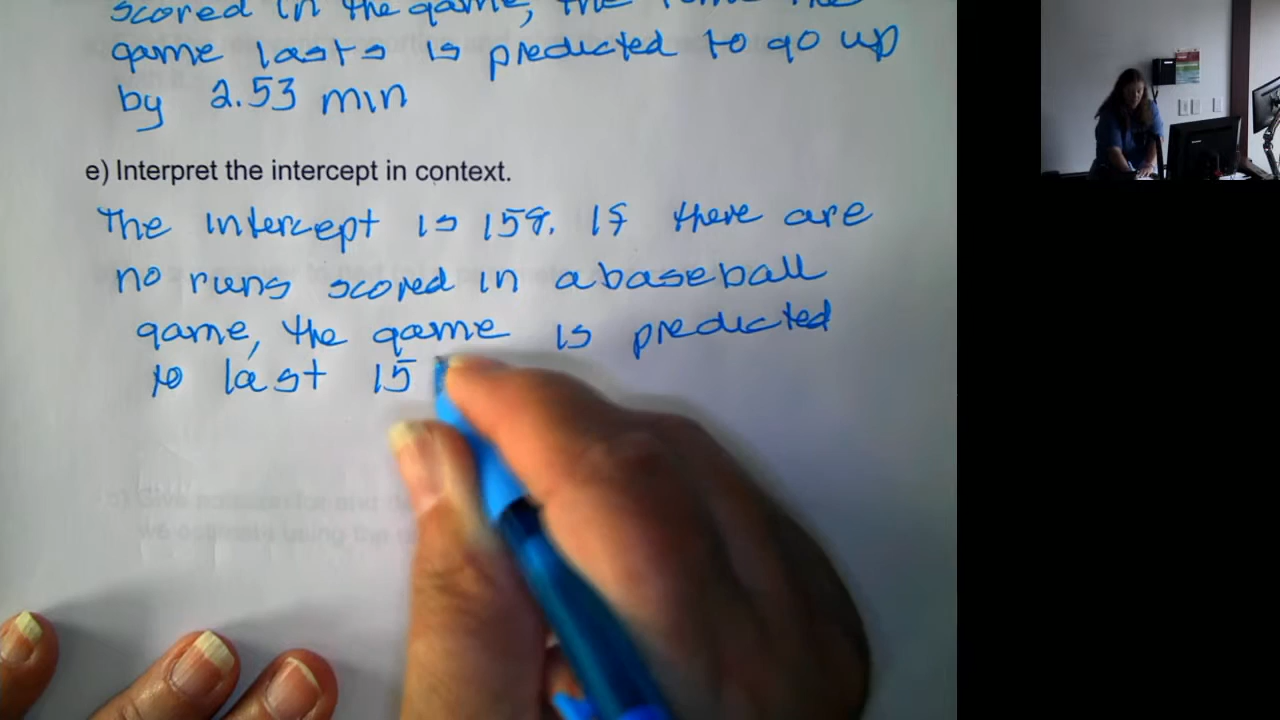 scored in the game, the time the
game lasts is predicted to go up
by 2.53 min
e) Interpret the intercept in context.
The intercept is 159. If there are
no runs scored in a baseball
game, the game is predicted
to last 15